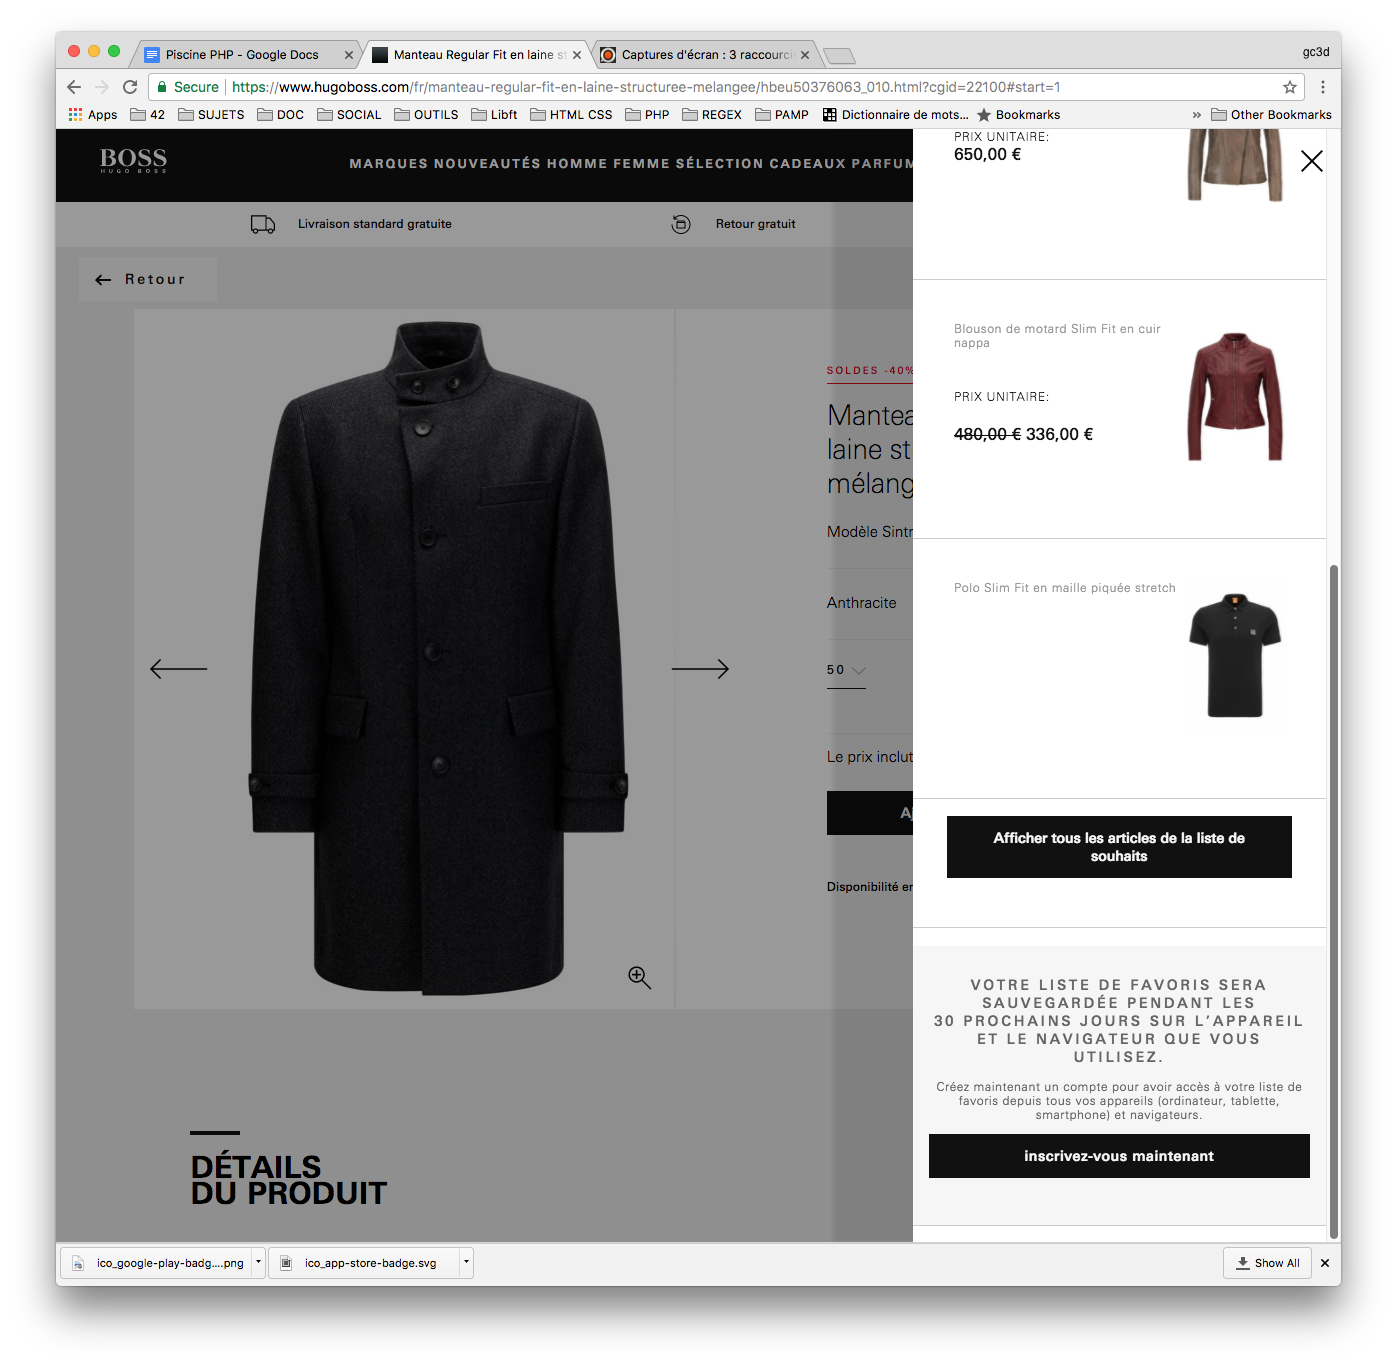 Piscine PHP - Google Docs
Manteau Regular Fit en laine st
Captures d'écran : 3 raccourci
gc3d
Secure
https://www.hugoboss.com/fr/manteau-regular-fit-en-laine-structuree-melangee/hbeu50376063_010.html?cgid=22100#start=1
Apps
42
SUJETS
DOC
SOCIAL
OUTILS
Libft
HTML CSS
PHP
REGEX
PAMP
Dictionnaire de mots...
Bookmarks
»
Other Bookmarks
BOSS
HUGO BOSS
MARQUES NOUVEAUTÉS HOMME FEMME SÉLECTION CADEAUX PARFUM
Livraison standard gratuite
Retour gratuit
Retour
SOLDES -40%
Mantea
laine st
mélang
Modèle Sintr
Anthracite
50
Le prix inclut
Aj
Disponibilité en
DÉTAILS
DU PRODUIT
PRIX UNITAIRE:
650,00 €
Blouson de motard Slim Fit en cuir
nappa
PRIX UNITAIRE:
480,00 € 336,00 €
Polo Slim Fit en maille piquée stretch
Afficher tous les articles de la liste de
souhaits
VOTRE LISTE DE FAVORIS SERA
SAUVEGARDÉE PENDANT LES
30 PROCHAINS JOURS SUR L’APPAREIL
ET LE NAVIGATEUR QUE VOUS
UTILISEZ.
Créez maintenant un compte pour avoir accès à votre liste de
favoris depuis tous vos appareils (ordinateur, tablette,
smartphone) et navigateurs.
inscrivez-vous maintenant
ico_google-play-badg....png
ico_app-store-badge.svg
Show All